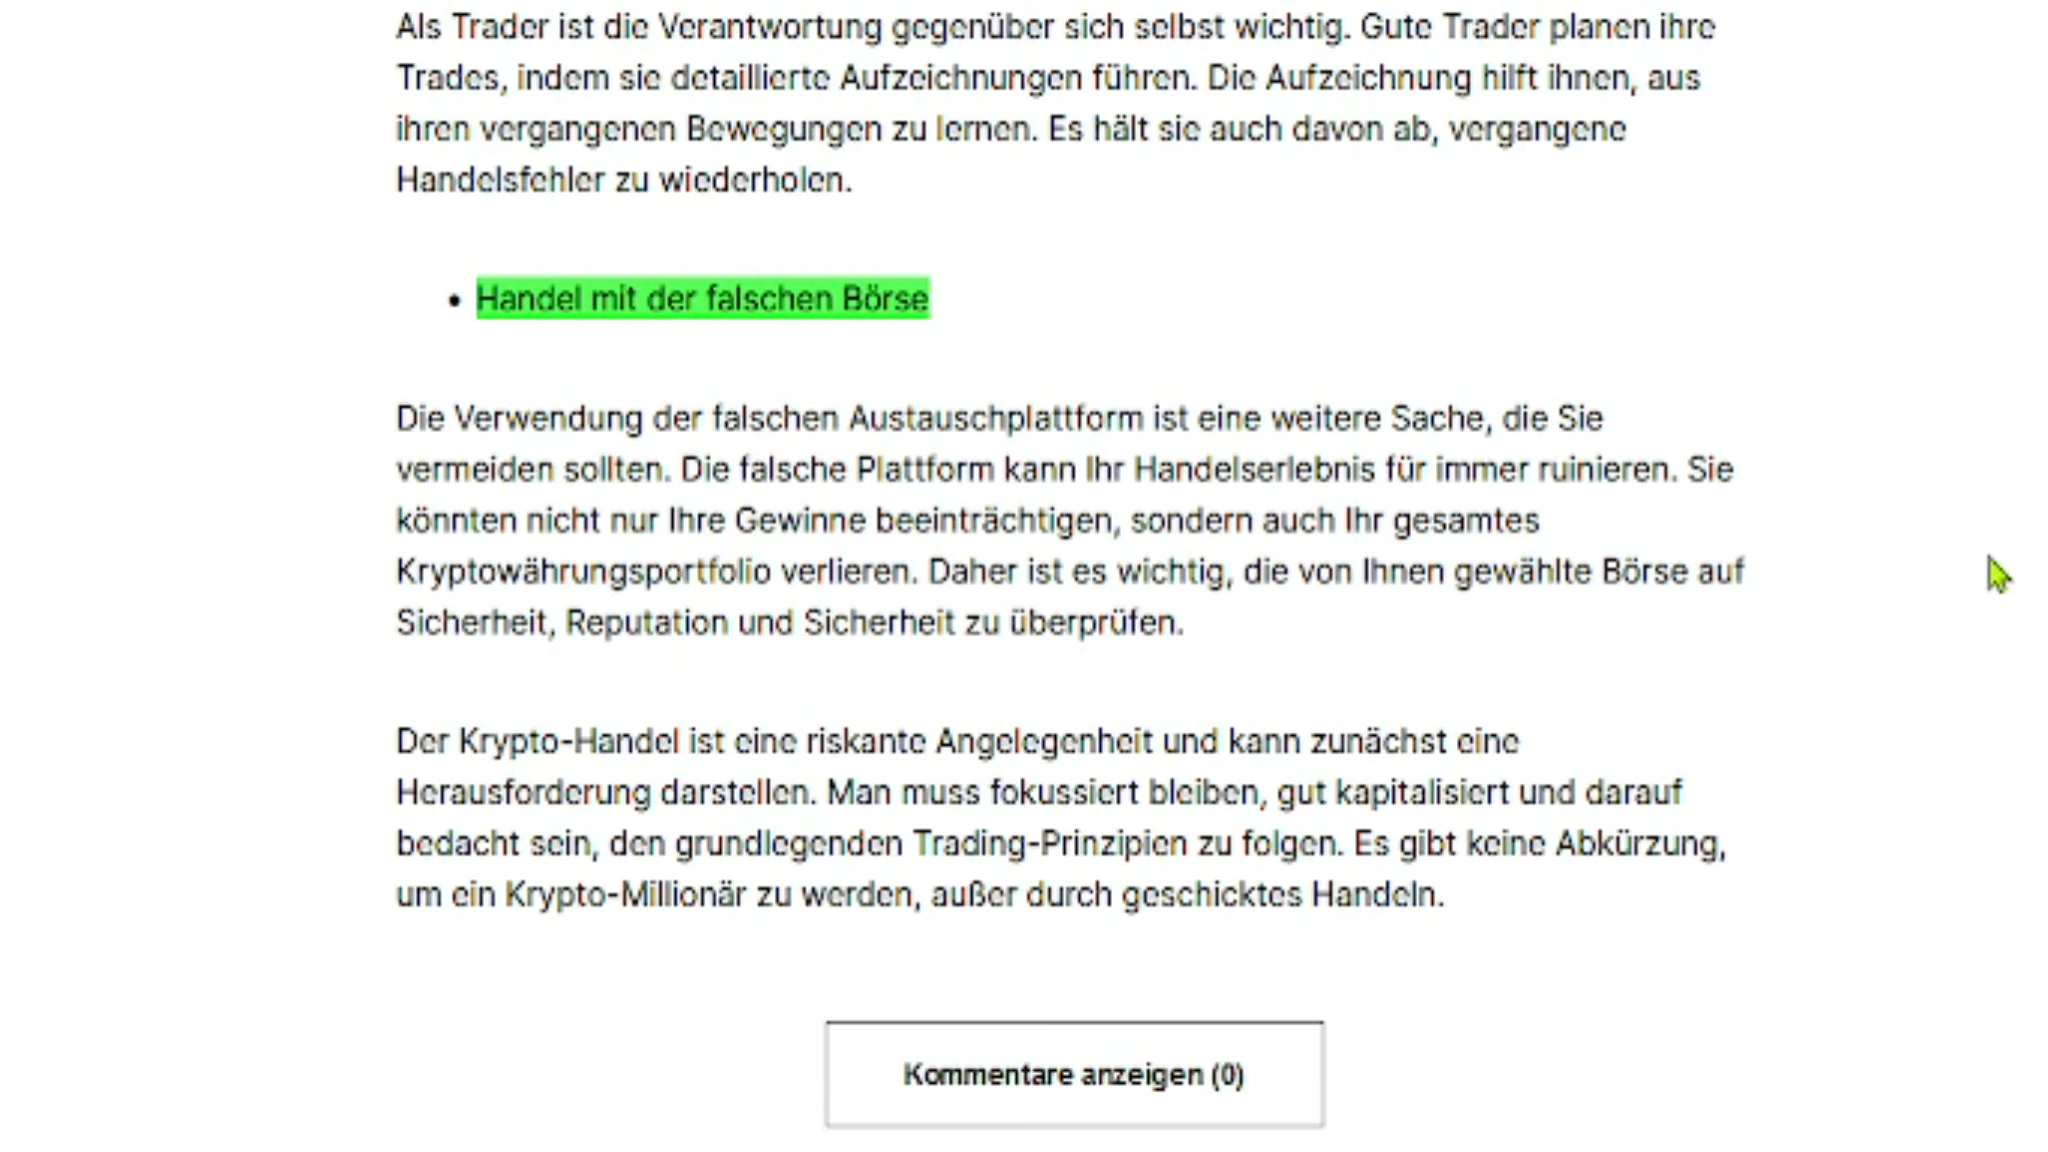 Als Trader ist die Verantwortung gegenüber sich selbst wichtig. Gute Trader planen ihre
Trades, indem sie detaillierte Aufzeichnungen führen. Die Aufzeichnung hilft ihnen, aus
ihren vergangenen Bewegungen zu lernen. Es hält sie auch davon ab, vergangene
Handelsfehler zu wiederholen.
• Handel mit der falschen Börse
Die Verwendung der falschen Austauschplattform ist eine weitere Sache, die Sie
vermeiden sollten. Die falsche Plattform kann Ihr Handelserlebnis für immer ruinieren. Sie
könnten nicht nur Ihre Gewinne beeinträchtigen, sondern auch Ihr gesamtes
Kryptowährungsportfolio verlieren. Daher ist es wichtig, die von Ihnen gewählte Börse auf
Sicherheit, Reputation und Sicherheit zu überprüfen.
Der Krypto-Handel ist eine riskante Angelegenheit und kann zunächst eine
Herausforderung darstellen. Man muss fokussiert bleiben, gut kapitalisiert und darauf
bedacht sein, den grundlegenden Trading-Prinzipien zu folgen. Es gibt keine Abkürzung,
um ein Krypto-Millionär zu werden, außer durch geschicktes Handeln.
Kommentare anzeigen (0)